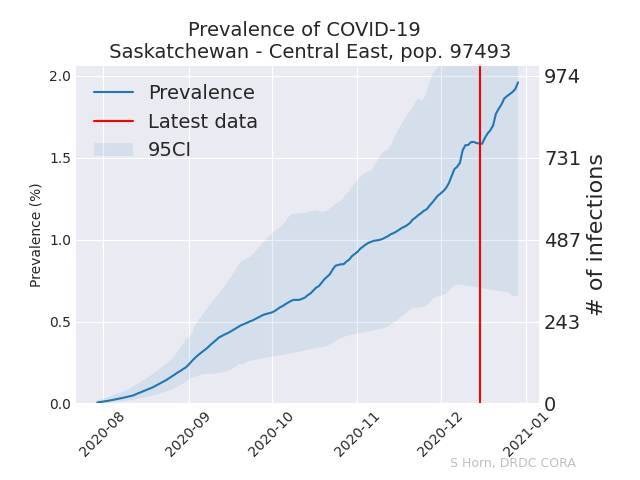 Prevalence of COVID-19
Saskatchewan - Central East, pop. 97493
Prevalence
Latest data
95CI
Prevalence (%)
2.0
1.5
1.0
0.5
0.0
974
731
487
243
0
# of infections
2020-08
2020-09
2020-10
2020-11
2020-12
2021-01
S Horn, DRDC CORA